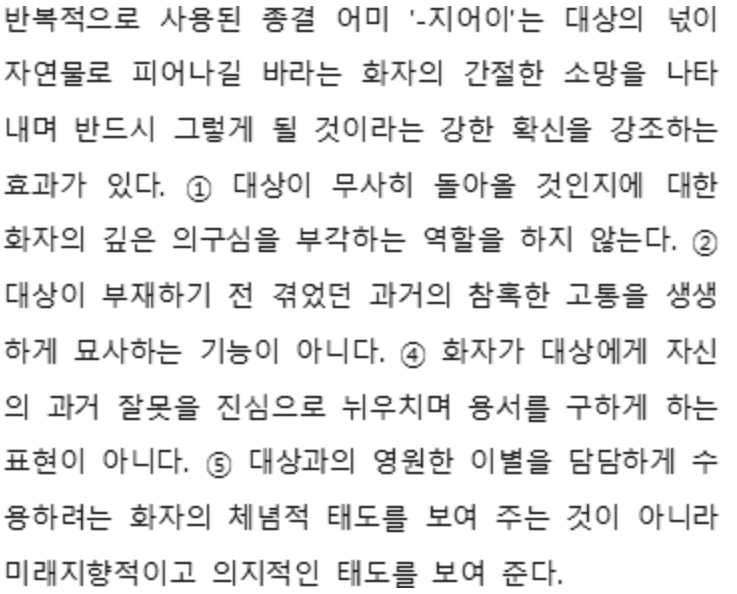 반복적으로 사용된 종결 어미 '-지어이'는 대상의 넋이
자연물로 피어나길 바라는 화자의 간절한 소망을 나타
내며 반드시 그렇게 될 것이라는 강한 확신을 강조하는
효과가 있다. ① 대상이 무사히 돌아올 것인지에 대한
화자의 깊은 의구심을 부각하는 역할을 하지 않는다. ②
대상이 부재하기 전 겪었던 과거의 참혹한 고통을 생생
하게 묘사하는 기능이 아니다. ④ 화자가 대상에게 자신
의 과거 잘못을 진심으로 뉘우치며 용서를 구하게 하는
표현이 아니다. ⑤ 대상과의 영원한 이별을 담담하게 수
용하려는 화자의 체념적 태도를 보여 주는 것이 아니라
미래지향적이고 의지적인 태도를 보여 준다.